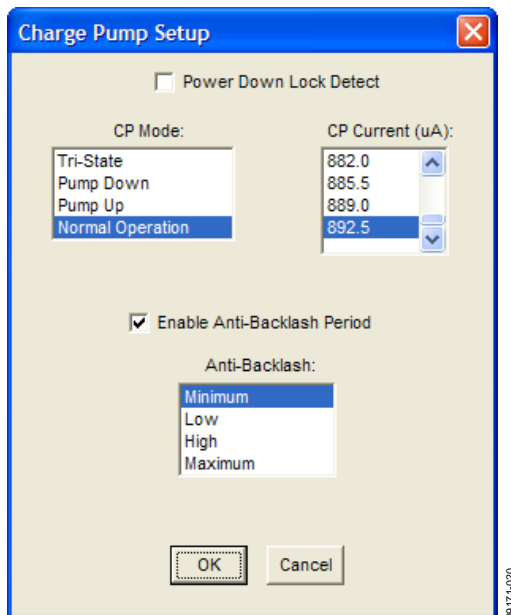 Charge Pump Setup
Power Down Lock Detect
CP Mode:
Tri-State
Pump Down
Pump Up
Normal Operation
CP Current (uA):
882.0
885.5
889.0
892.5
Enable Anti-Backlash Period
Anti-Backlash:
Minimum
Low
High
Maximum
OK
Cancel